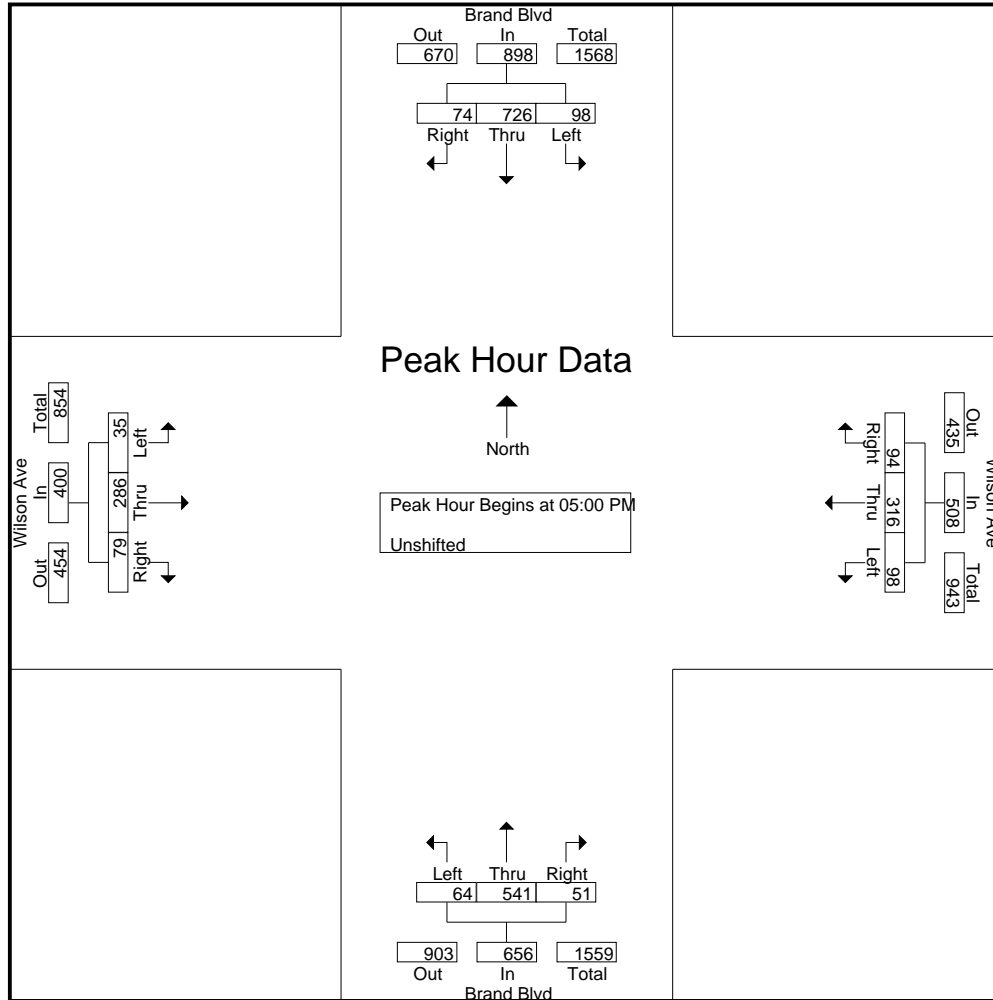 Brand Blvd
Out In Total
670 898 1568
74 726 98
Right Thru Left
Peak Hour Data
North
Peak Hour Begins at 05:00 PM
Unshifted
Wilson Ave
Total In Out
854 400 454
35 286 79
Left Thru Right
Wilson Ave
Out In Total
435 508 943
94 316 98
Right Thru Left
Left Thru Right
64 541 51
903 656 1559
Out In Total
Brand Blvd